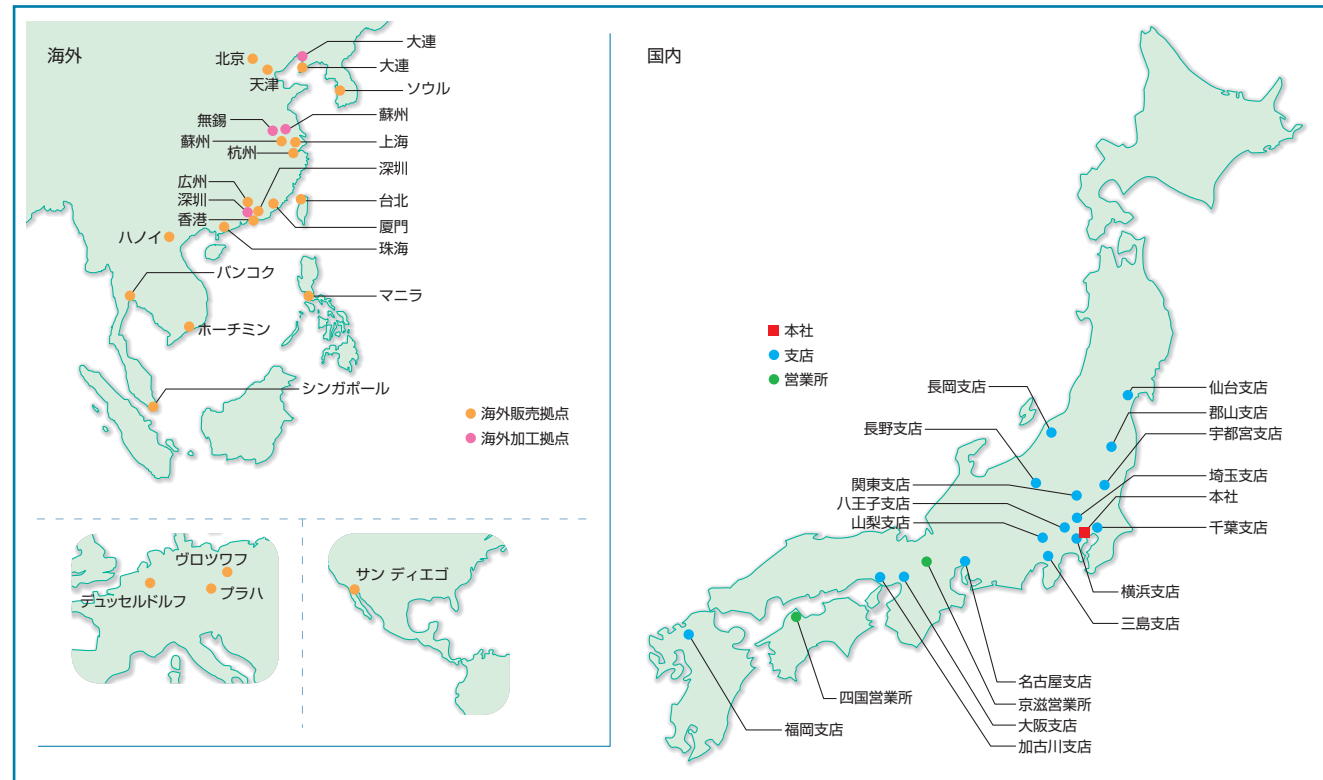 海外
北京
天津
大連
大連
ソウル
無錫
蘇州
蘇州
上海
杭州
深圳
広州
深圳
台北
香港
厦門
ハノイ
珠海
バンコク
マニラ
ホーチミン
シンガポール
海外販売拠点
海外加工拠点
ヴロツワフ
デュッセルドルフ
プラハ
サン ディエゴ
国内
本社
支店
営業所
長岡支店
仙台支店
郡山支店
長野支店
宇都宮支店
関東支店
埼玉支店
八王子支店
本社
山梨支店
千葉支店
横浜支店
三島支店
名古屋支店
四国営業所
京滋営業所
福岡支店
大阪支店
加古川支店